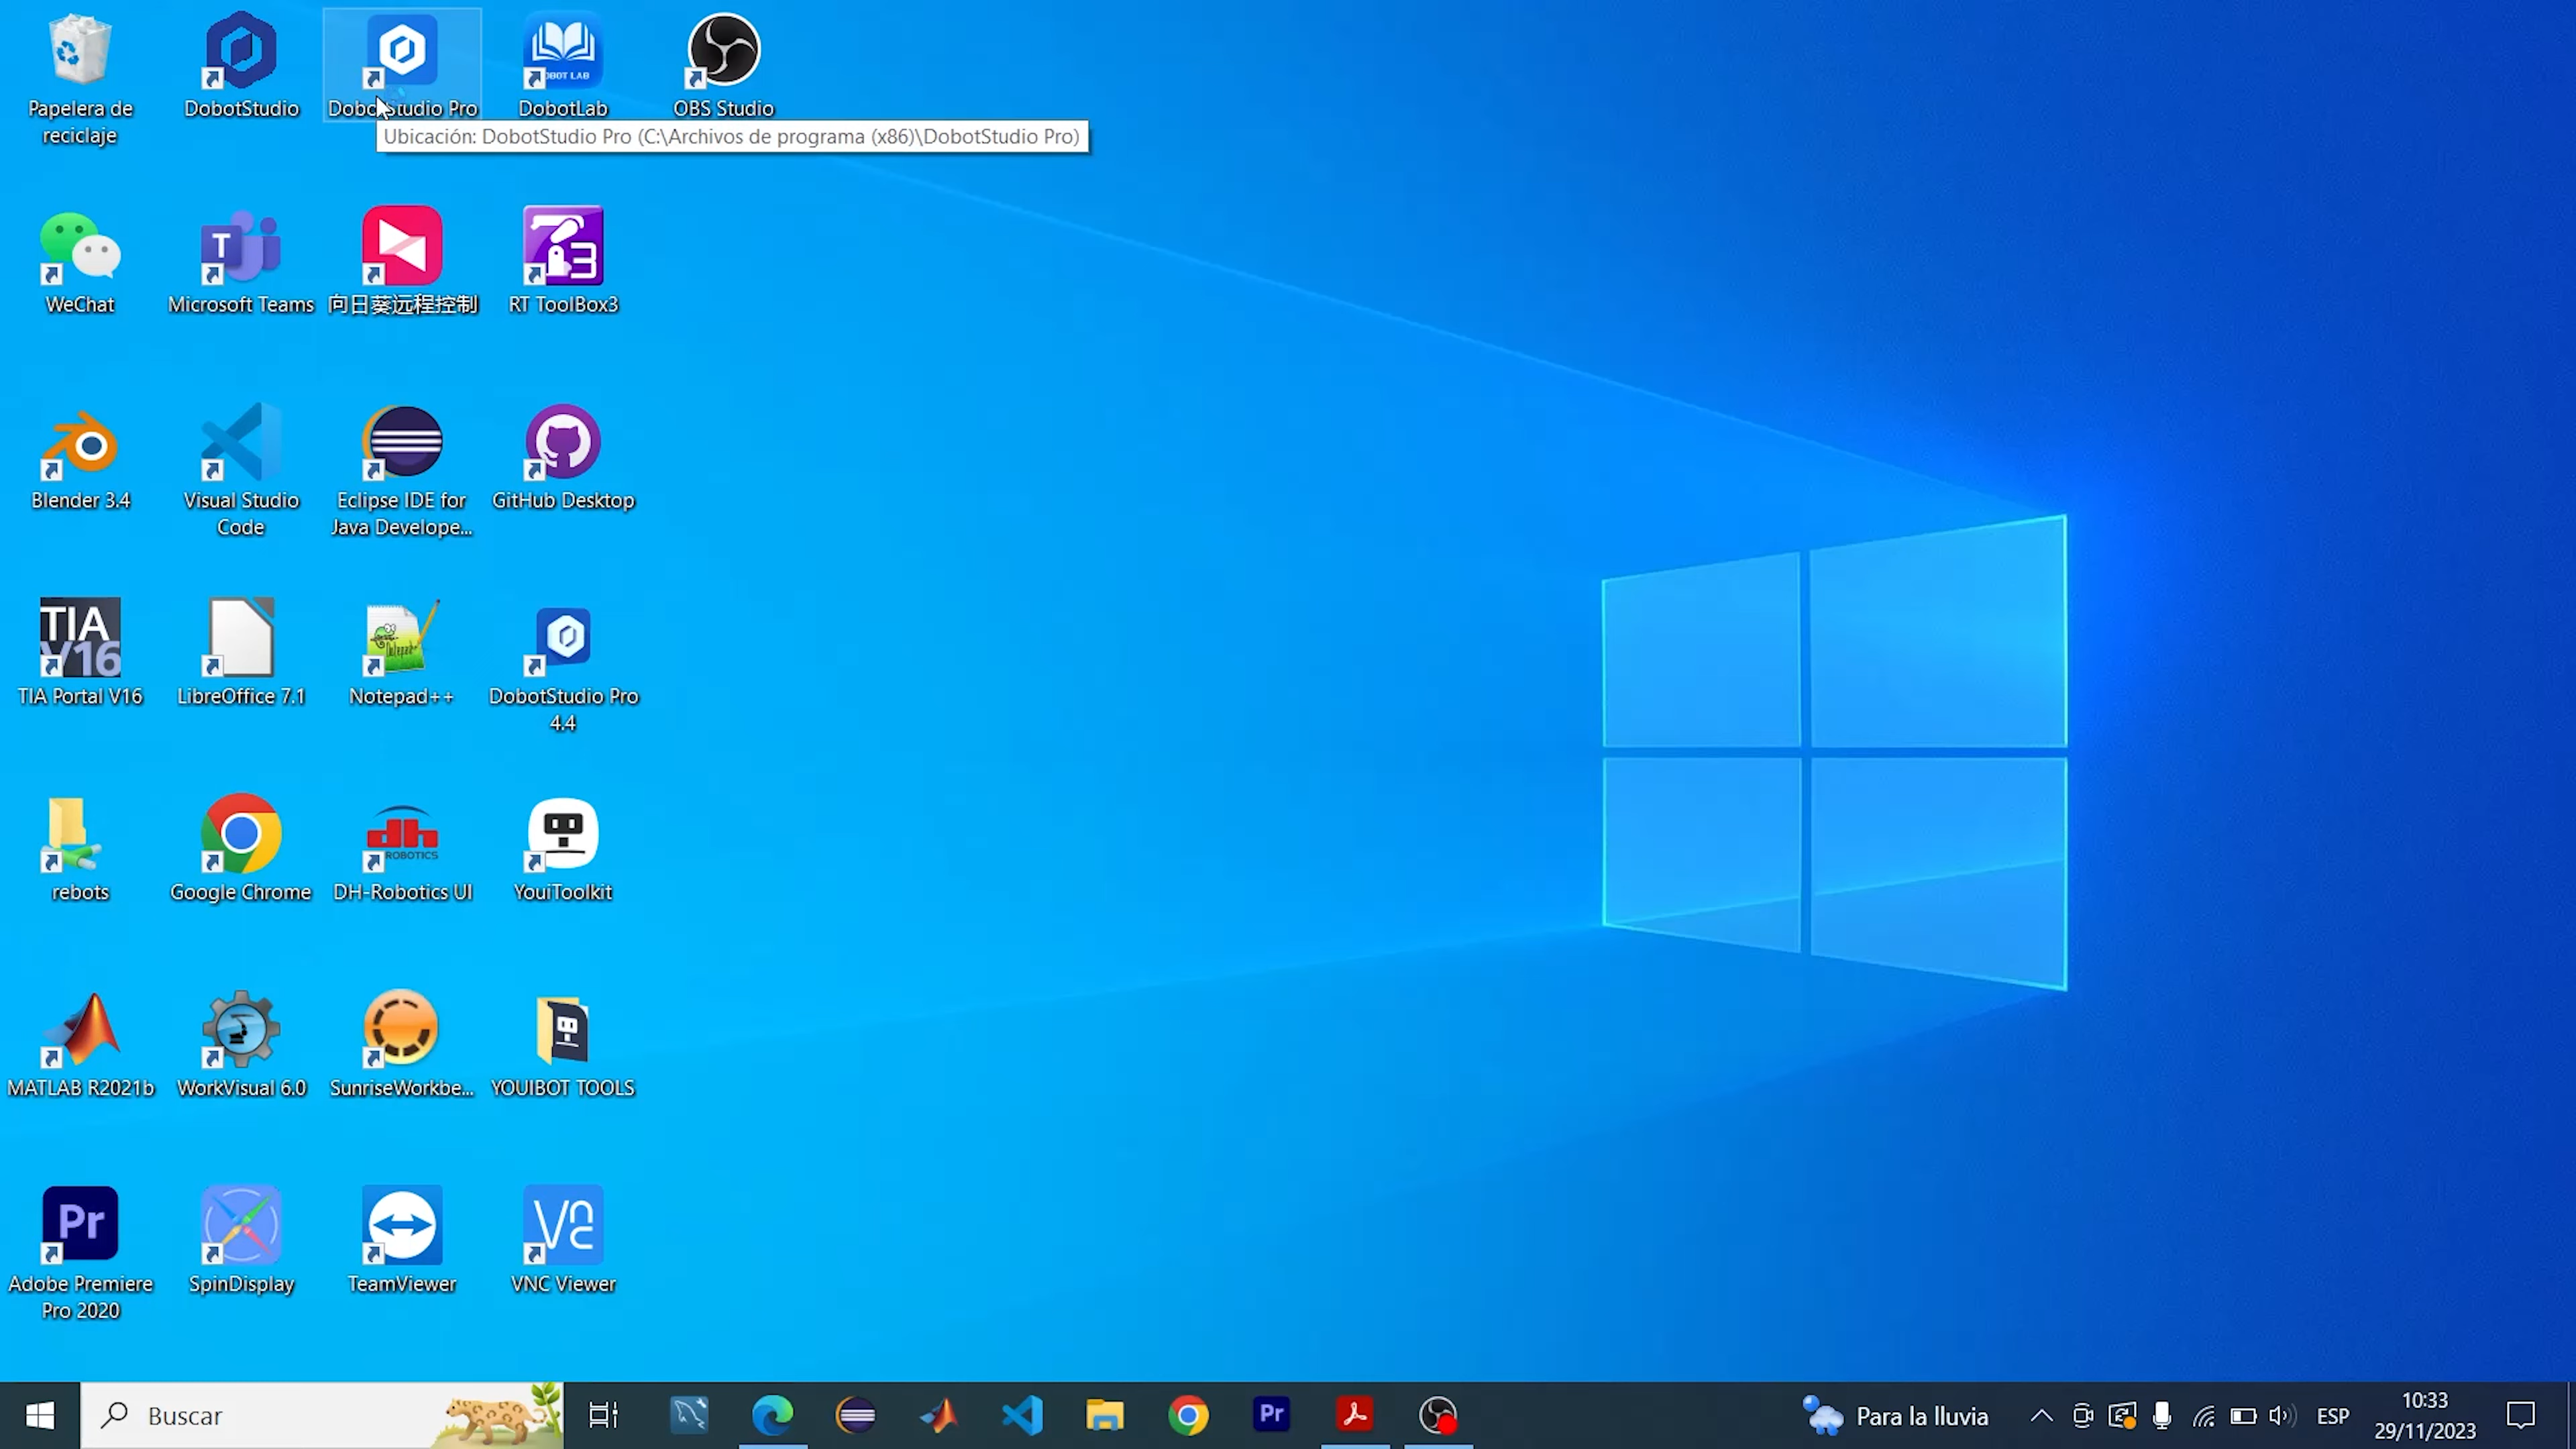 Papelera de
reciclaje
DobotStudio
DobotStudio Pro
DobotLab
OBS Studio
Ubicación: DobotStudio Pro (C:\Archivos de programa (x86)\DobotStudio Pro)
WeChat
Microsoft Teams
向日葵远程控制
RT ToolBox3
Blender 3.4
Visual Studio
Code
Eclipse IDE for
Java Develope...
GitHub Desktop
TIA
V16
TIA Portal V16
LibreOffice 7.1
Notepad++
DobotStudio Pro
4.4
rebots
Google Chrome
dh
ROBOTICS
DH-Robotics UI
YouiToolkit
MATLAB R2021b
WorkVisual 6.0
SunriseWorkbe...
YOUIBOT TOOLS
Pr
Adobe Premiere
Pro 2020
SpinDisplay
TeamViewer
VNC
VNC Viewer
Buscar
Pr
Para la lluvia
ESP
10:33
29/11/2023